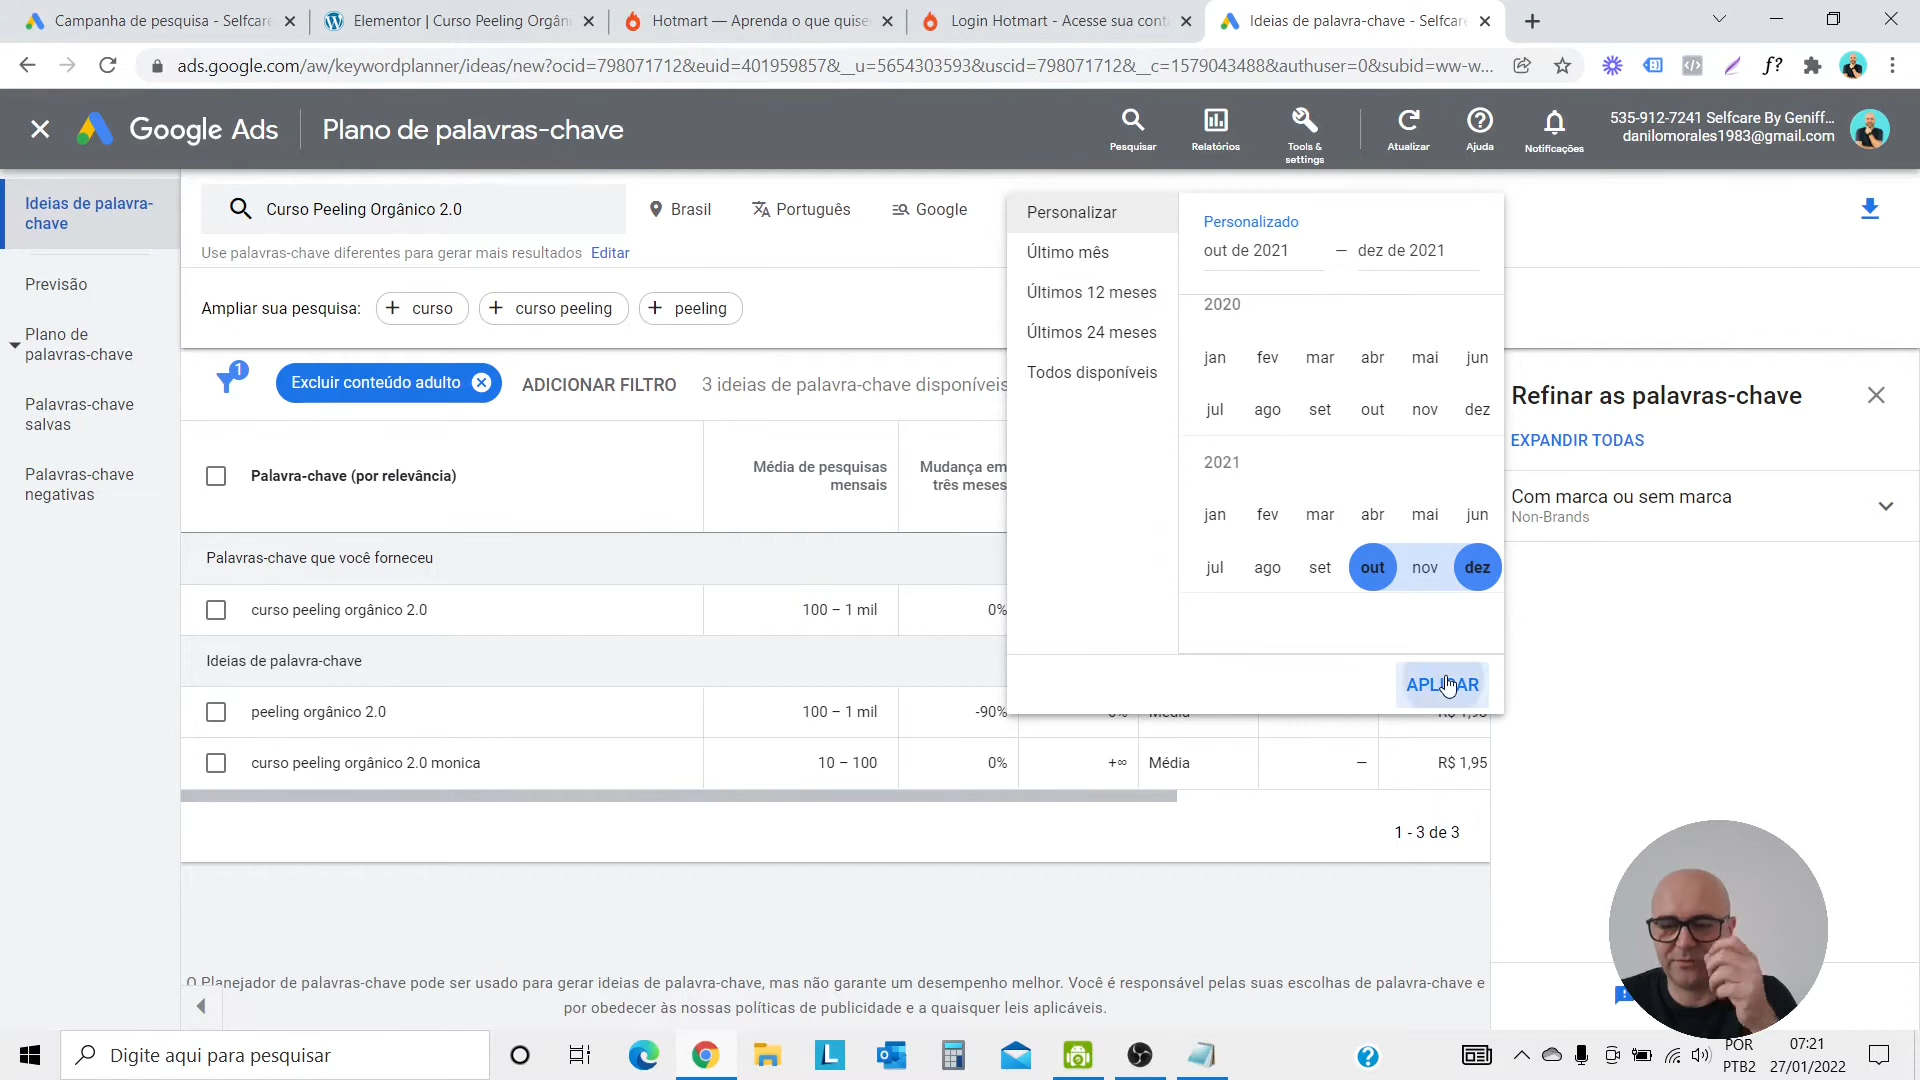 Campanha de pesquisa - Selfcare
Elementor | Curso Peeling Orgân
Hotmart — Aprenda o que quise
Login Hotmart - Acesse sua cont
Ideias de palavra-chave - Selfcare
ads.google.com/aw/keywordplanner/ideas/new?ocid=798071712&euid=401959857&__u=5654303593&uscid=798071712&__c=1579043488&authuser=0&subid=ww-w...
f?
Google Ads
Plano de palavras-chave
Pesquisar
Relatórios
Tools &
settings
Atualizar
Ajuda
Notificações
535-912-7241 Selfcare By Geniff...
danilomorales1983@gmail.com
Ideias de palavra-
chave
Previsão
Plano de
palavras-chave
Palavras-chave
salvas
Palavras-chave
negativas
Curso Peeling Orgânico 2.0
Brasil
Português
Google
Use palavras-chave diferentes para gerar mais resultados Editar
Ampliar sua pesquisa:
+ curso
+ curso peeling
+ peeling
1
Excluir conteúdo adulto
ADICIONAR FILTRO
3 ideias de palavra-chave disponíveis
Palavra-chave (por relevância)
Média de pesquisas
mensais
Mudança em
três meses
Palavras-chave que você forneceu
curso peeling orgânico 2.0
100 – 1 mil
0%
Ideias de palavra-chave
peeling orgânico 2.0
100 – 1 mil
-90%
Média
curso peeling orgânico 2.0 monica
10 – 100
0%
+∞
Média
—
R$ 1,95
1 - 3 de 3
Personalizar
Último mês
Últimos 12 meses
Últimos 24 meses
Todos disponíveis
Personalizado
out de 2021 — dez de 2021
2020
jan fev mar abr mai jun
jul ago set out nov dez
2021
jan fev mar abr mai jun
jul ago set out nov dez
Refinar as palavras-chave
EXPANDIR TODAS
Com marca ou sem marca
Non-Brands
O Planejador de palavras-chave pode ser usado para gerar ideias de palavra-chave, mas não garante um desempenho melhor. Você é responsável pelas suas escolhas de palavra-chave e
por obedecer às nossas políticas de publicidade e a quaisquer leis aplicáveis.
Digite aqui para pesquisar
L
POR
PTB2
07:21
27/01/2022